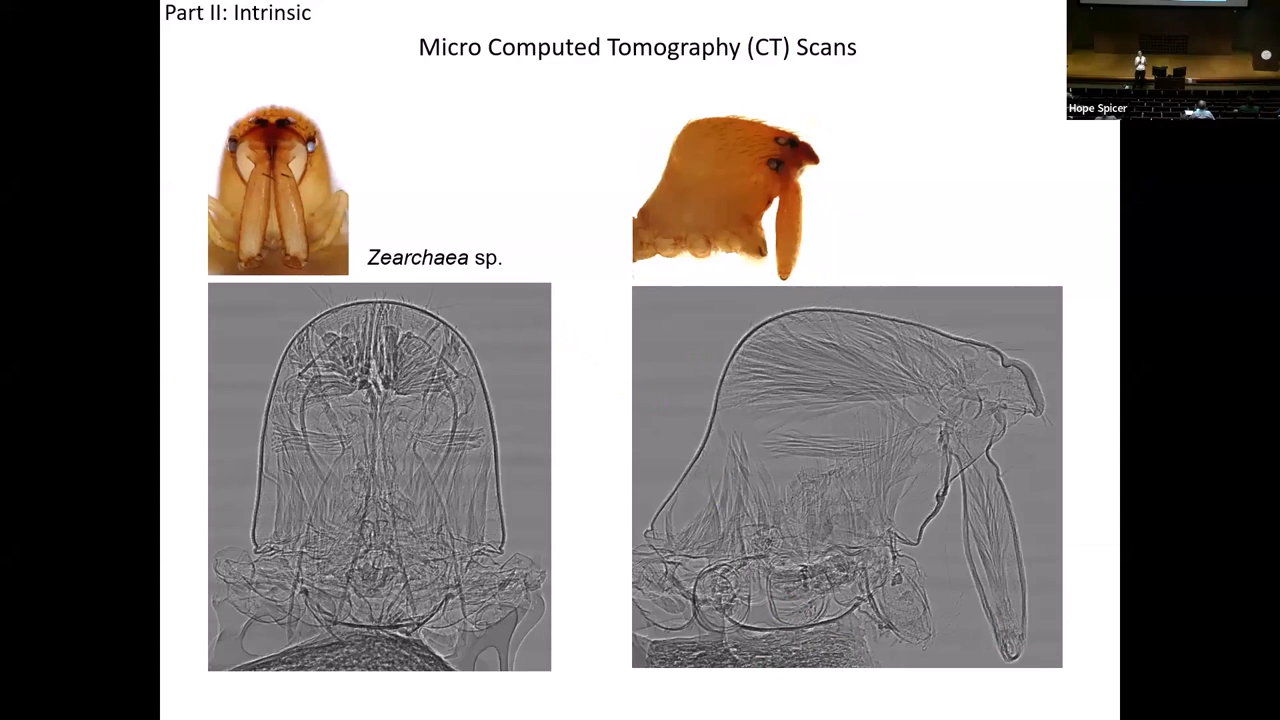 Part II: Intrinsic
Micro Computed Tomography (CT) Scans
Hope Spicer
Zearchaea sp.